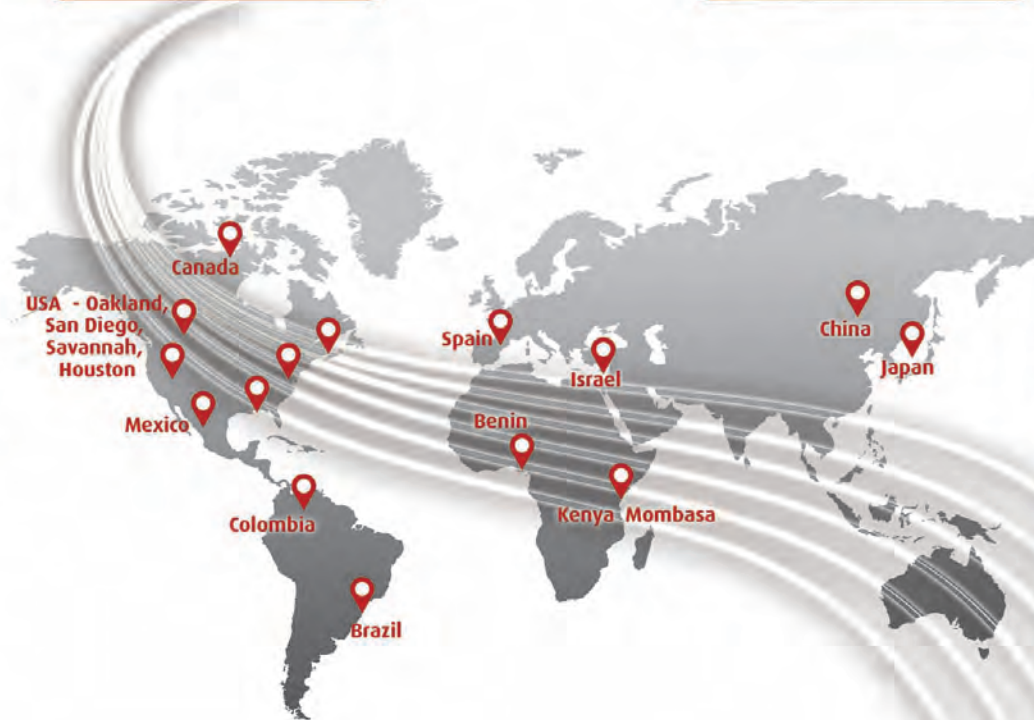 Canada
USA - Oakland,
San Diego,
Savannah,
Houston
Mexico
Colombia
Brazil
Spain
Israel
Benin
Kenya Mombasa
China
Japan